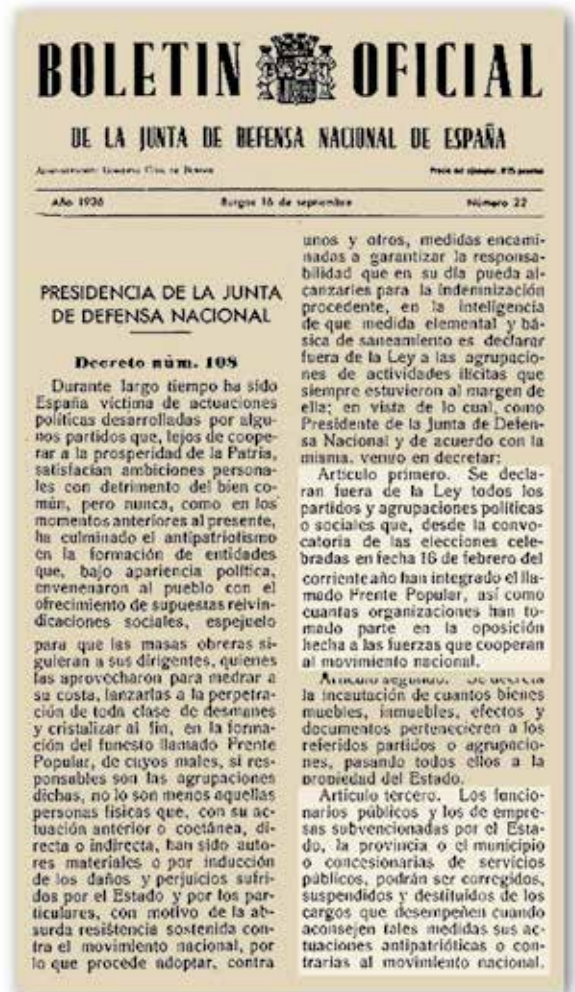 BOLETIN OFICIAL
DE LA JUNTA DE DEFENSA NACIONAL DE ESPAÑA
Precio del ejemplar, 0'15 pesetas
Año 1936 Burgos 16 de septiembre Número 22
PRESIDENCIA DE LA JUNTA
DE DEFENSA NACIONAL
Decreto núm. 108
Durante largo tiempo ha sido
España víctima de actuaciones
políticas desarrolladas por algu-
nos partidos que, lejos de coope-
rar a la prosperidad de la Patria,
satisfacían ambiciones persona-
les con detrimento del bien co-
mún, pero nunca, como en los
momentos anteriores al presente,
ha culminado el antipatriotismo
en la formación de entidades
que, bajo apariencia política,
envenenaron al pueblo con el
ofrecimiento de supuestas reivin-
dicaciones sociales, espejuelo
para que las masas obreras si-
guieran a sus dirigentes, quienes
las aprovecharon para medrar a
su costa, lanzarlas a la perpetra-
ción de toda clase de desmanes
y cristalizar al fin, en la forma-
ción del funesto llamado Frente
Popular, de cuyos males, si res-
ponsables son las agrupaciones
dichas, no lo son menos aquellas
personas físicas que, con su ac-
tuación anterior o coetánea, di-
recta o indirecta, han sido auto-
res materiales o por inducción
de los daños y perjuicios sufri-
dos por el Estado y por los par-
ticulares, con motivo de la ab-
surda resistencia sostenida con-
tra el movimiento nacional, por
lo que procede adoptar, contra
unos y otros, medidas encami-
nadas a garantizar la responsa-
bilidad que en su día pueda al-
canzarles para la indemnización
procedente, en la inteligencia
de que medida elemental y bá-
sica de saneamiento es declarar
fuera de la Ley a las agrupacio-
nes de actividades ilícitas que
siempre estuvieron al margen de
ella; en vista de lo cual, como
Presidente de la Junta de Defen-
sa Nacional y de acuerdo con la
misma, vengo en decretar:
Artículo primero. Se decla-
ran fuera de la Ley todos los
partidos y agrupaciones políticas
o sociales que, desde la convo-
catoria de las elecciones cele-
bradas en fecha 16 de febrero del
corriente año han integrado el lla-
mado Frente Popular, así como
cuantas organizaciones han to-
mado parte en la oposición
hecha a las fuerzas que cooperan
al movimiento nacional.
Artículo segundo. Se decreta
la incautación de cuantos bienes
muebles, inmuebles, efectos y
documentos pertenecieren a los
referidos partidos o agrupacio-
nes, pasando todos ellos a la
propiedad del Estado.
Artículo tercero. Los funcio-
narios públicos y los de empre-
sas subvencionadas por el Esta-
do, la provincia o el municipio
o concesionarias de servicios
públicos, podrán ser corregidos,
suspendidos y destituidos de los
cargos que desempeñen cuando
aconsejen tales medidas sus ac-
tuaciones antipatrióticas o con-
trarias al movimiento nacional.